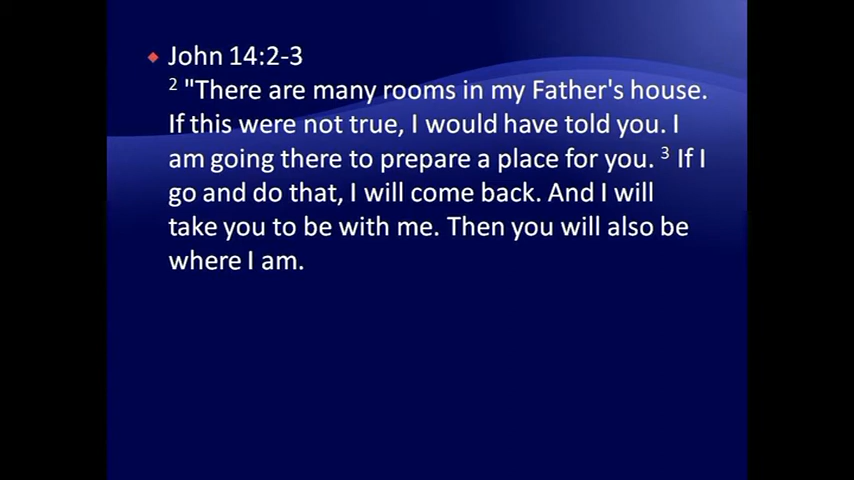 John 14:2-3
2 "There are many rooms in my Father's house.
If this were not true, I would have told you. I
am going there to prepare a place for you. 3 If I
go and do that, I will come back. And I will
take you to be with me. Then you will also be
where I am.